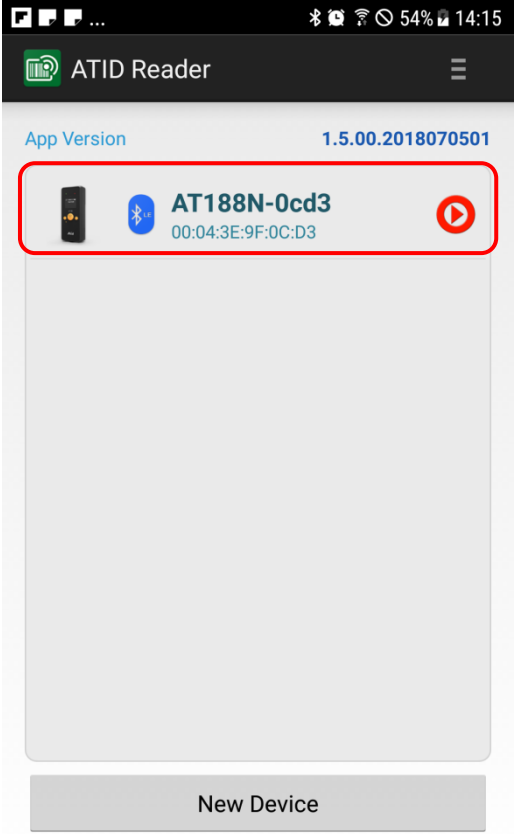 ... 54% 14:15
ATID Reader
App Version 1.5.00.2018070501
LE AT188N-0cd3
00:04:3E:9F:0C:D3
New Device